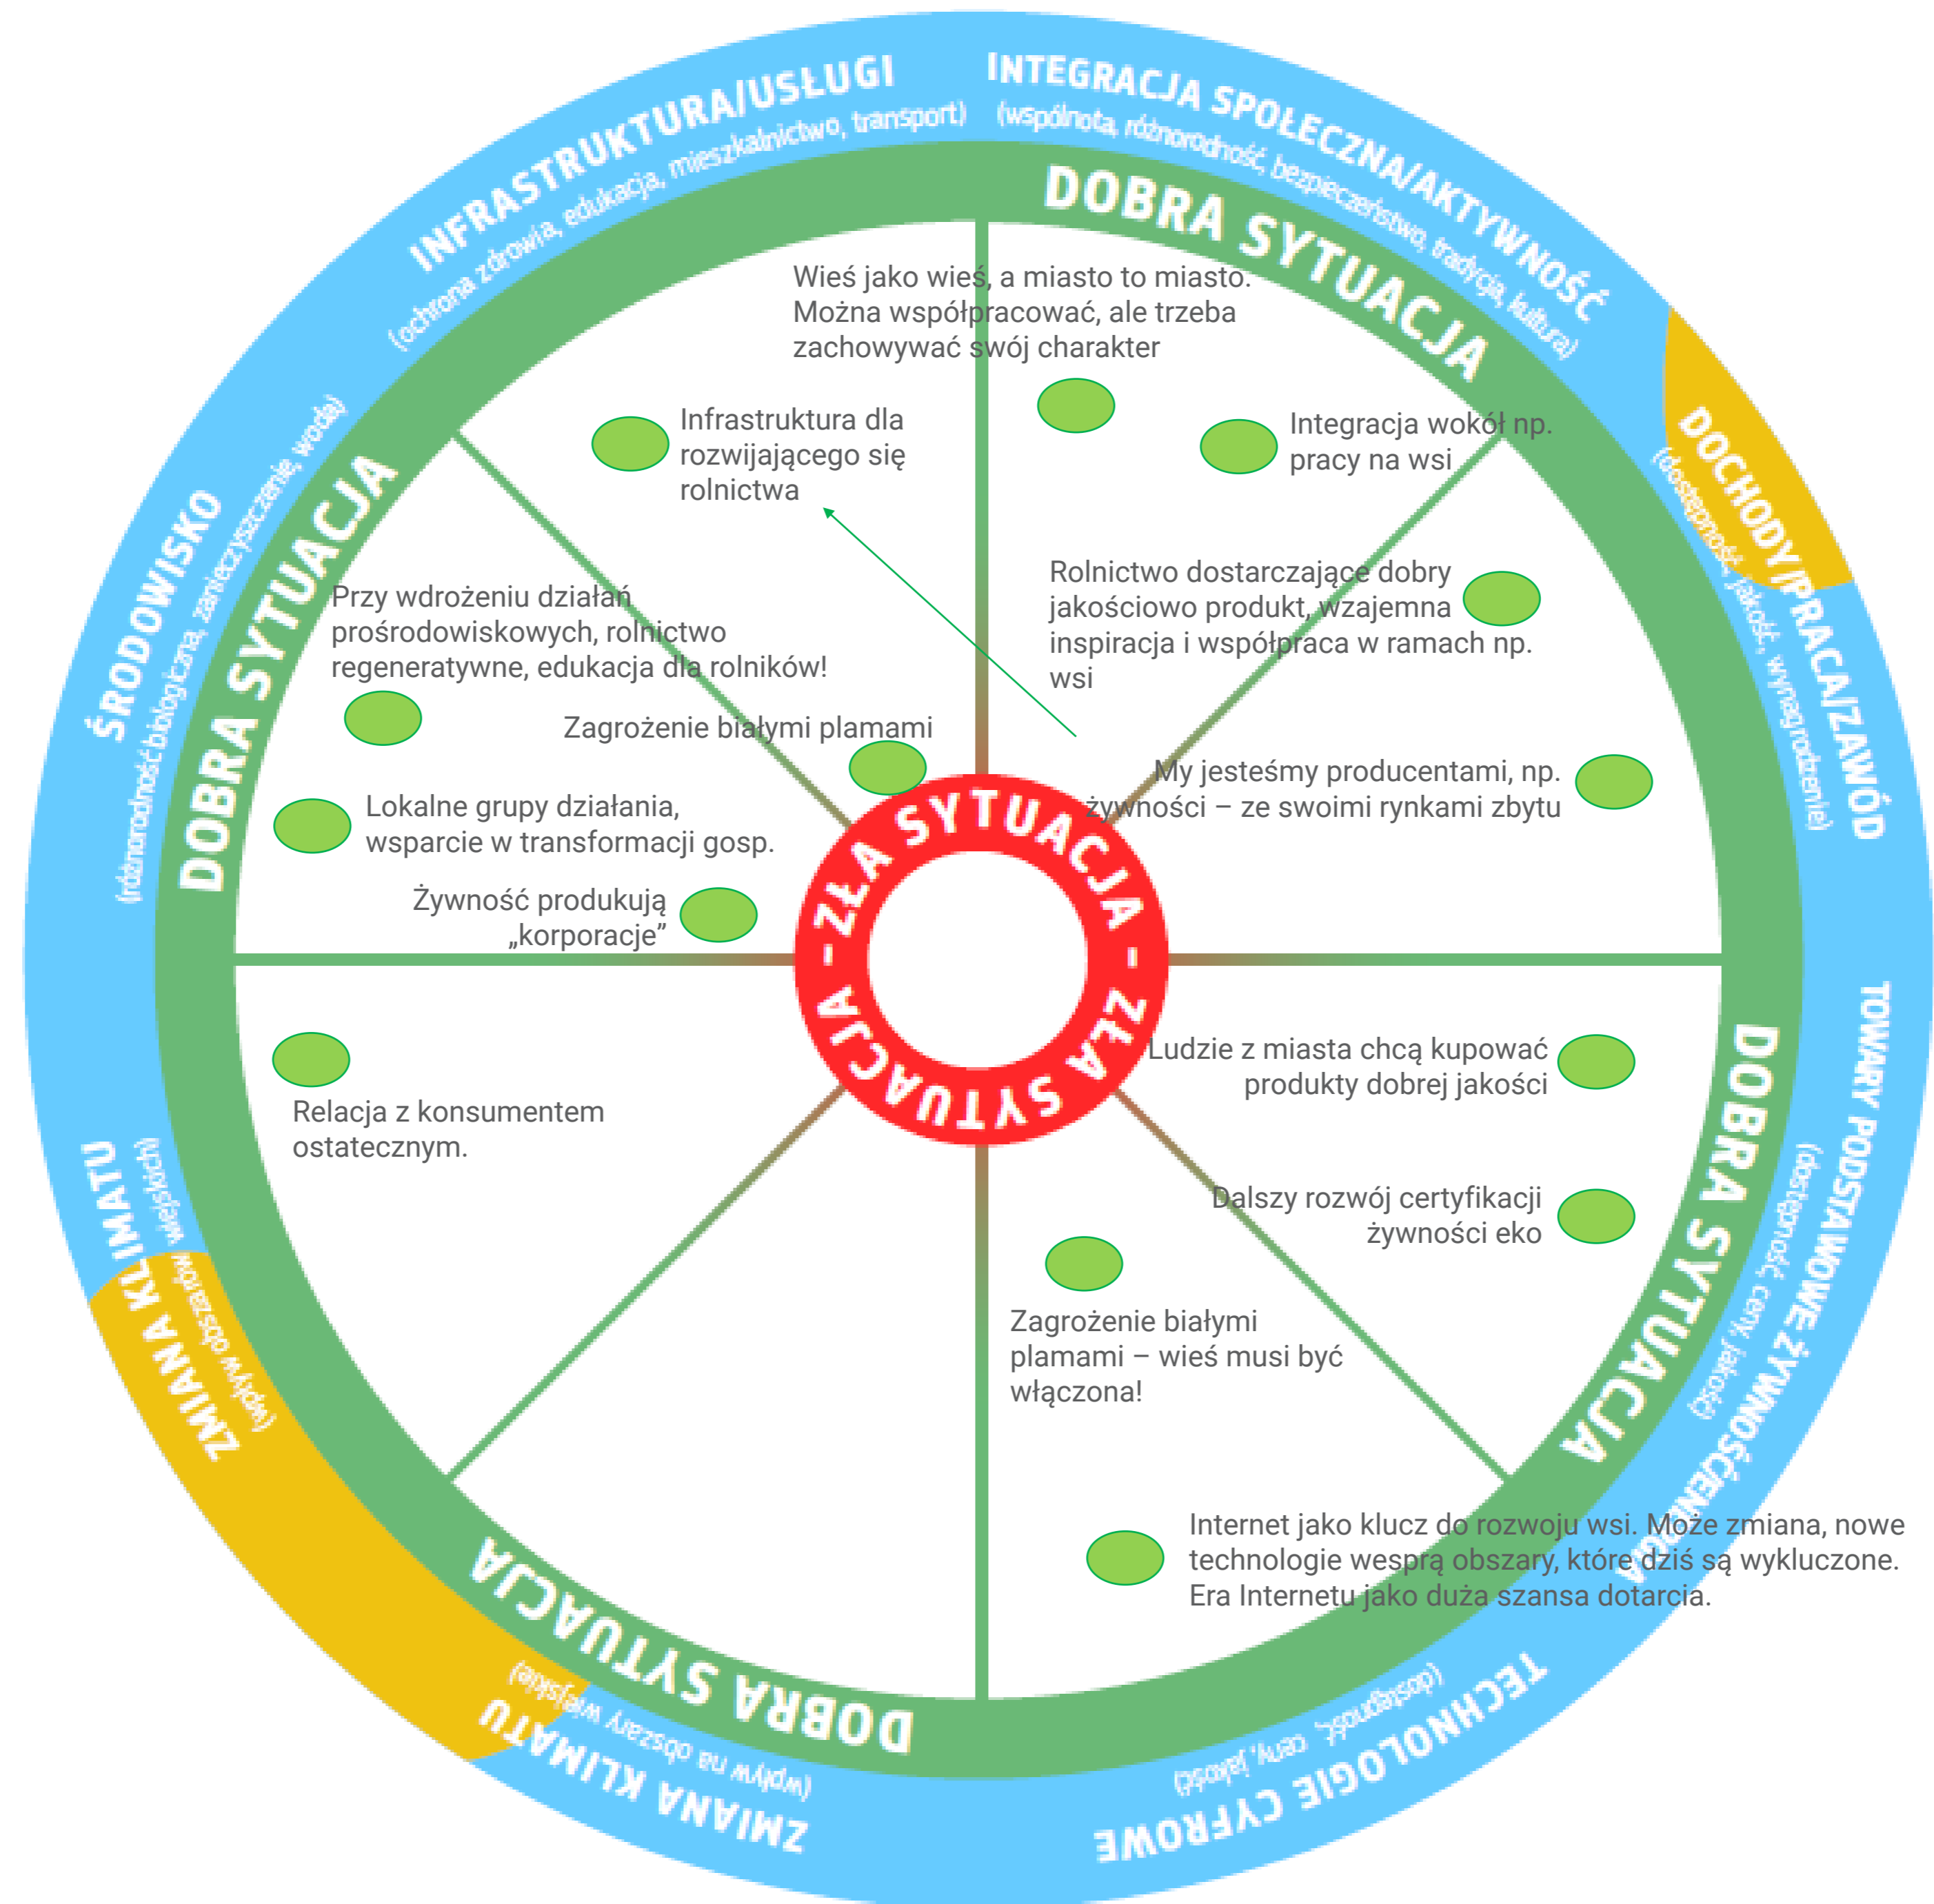 INFRASTRUKTURA/USŁUGI
(ochrona zdrowia, edukacja, mieszkalnictwo, transport)
INTEGRACJA SPOŁECZNA/AKTYWNOŚĆ
(wspólnota, różnorodność, bezpieczeństwo, tradycja, kultura)
DOBRA SYTUACJA
DOCHODY/PRACA/ZAWÓD
(dostępność, jakość, wynagrodzenie)
ŚRODOWISKO
(różnorodność biologiczna, zanieczyszczenie, woda)
DOBRA SYTUACJA
Wieś jako wieś, a miasto to miasto.
Można współpracować, ale trzeba
zachowywać swój charakter
Infrastruktura dla
rozwijającego się
rolnictwa
Integracja wokół np.
pracy na wsi
Przy wdrożeniu działań
prośrodowiskowych, rolnictwo
regeneratywne, edukacja dla rolników!
Rolnictwo dostarczające dobry
jakościowo produkt, wzajemna
inspiracja i współpraca w ramach np.
wsi
Zagrożenie białymi plamami
My jesteśmy producentami, np.
żywności – ze swoimi rynkami zbytu
Lokalne grupy działania,
wsparcie w transformacji gosp.
Żywność produkują
„korporacje”
ZŁA SYTUACJA - ZŁA SYTUACJA -
Relacja z konsumentem
ostatecznym.
Ludzie z miasta chcą kupować
produkty dobrej jakości
Dalszy rozwój certyfikacji
żywności eko
Zagrożenie białymi
plamami – wieś musi być
włączona!
Internet jako klucz do rozwoju wsi. Może zmiana, nowe
technologie wesprą obszary, które dziś są wykluczone.
Era Internetu jako duża szansa dotarcia.
DOBRA SYTUACJA
TOWARY PODSTAWOWE ŻYWNOŚĆ/ENERGIA
(dostępność, ceny, jakość)
TECHNOLOGIE CYFROWE
(dostępność, ceny, jakość)
DOBRA SYTUACJA
ZMIANA KLIMATU
(wpływ na obszary wiejskie)
ZMIANA KLIMATU
(wpływ obszarów wiejskich)